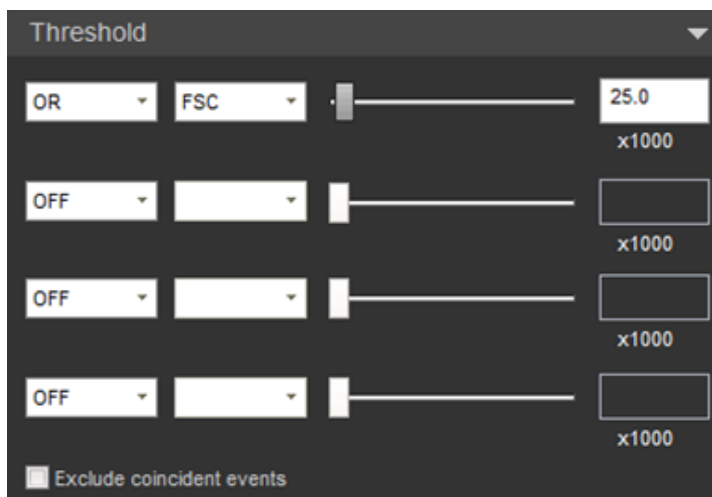 Threshold
OR FSC 25.0
x1000
OFF
x1000
OFF
x1000
OFF
x1000
Exclude coincident events